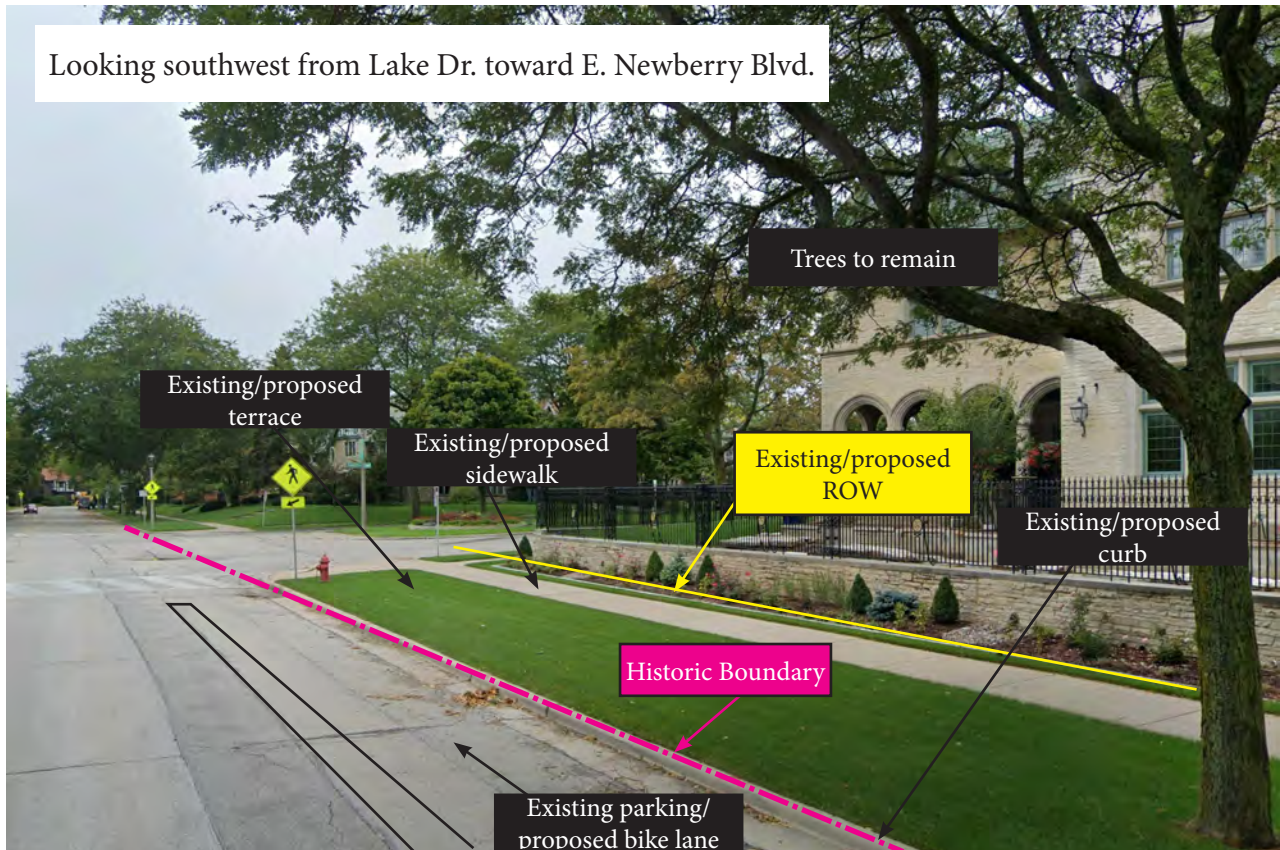 Looking southwest from Lake Dr. toward E. Newberry Blvd.
Trees to remain
Existing/proposed
terrace
Existing/proposed
sidewalk
Existing/proposed
ROW
Existing/proposed
curb
Historic Boundary
Existing parking/
proposed bike lane